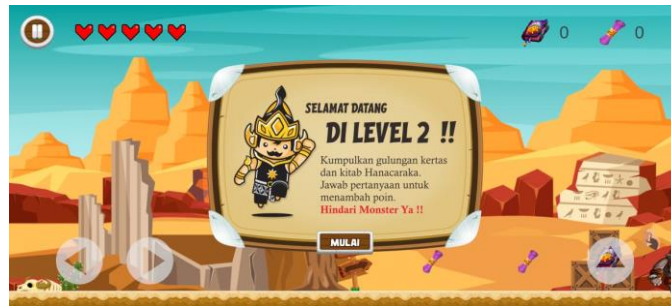 0
0
SELAMAT DATANG
DI LEVEL 2 !!
Kumpulkan gulungan kertas
dan kitab Hanacaraka.
Jawab pertanyaan untuk
menambah poin.
Hindari Monster Ya !!
MULAI